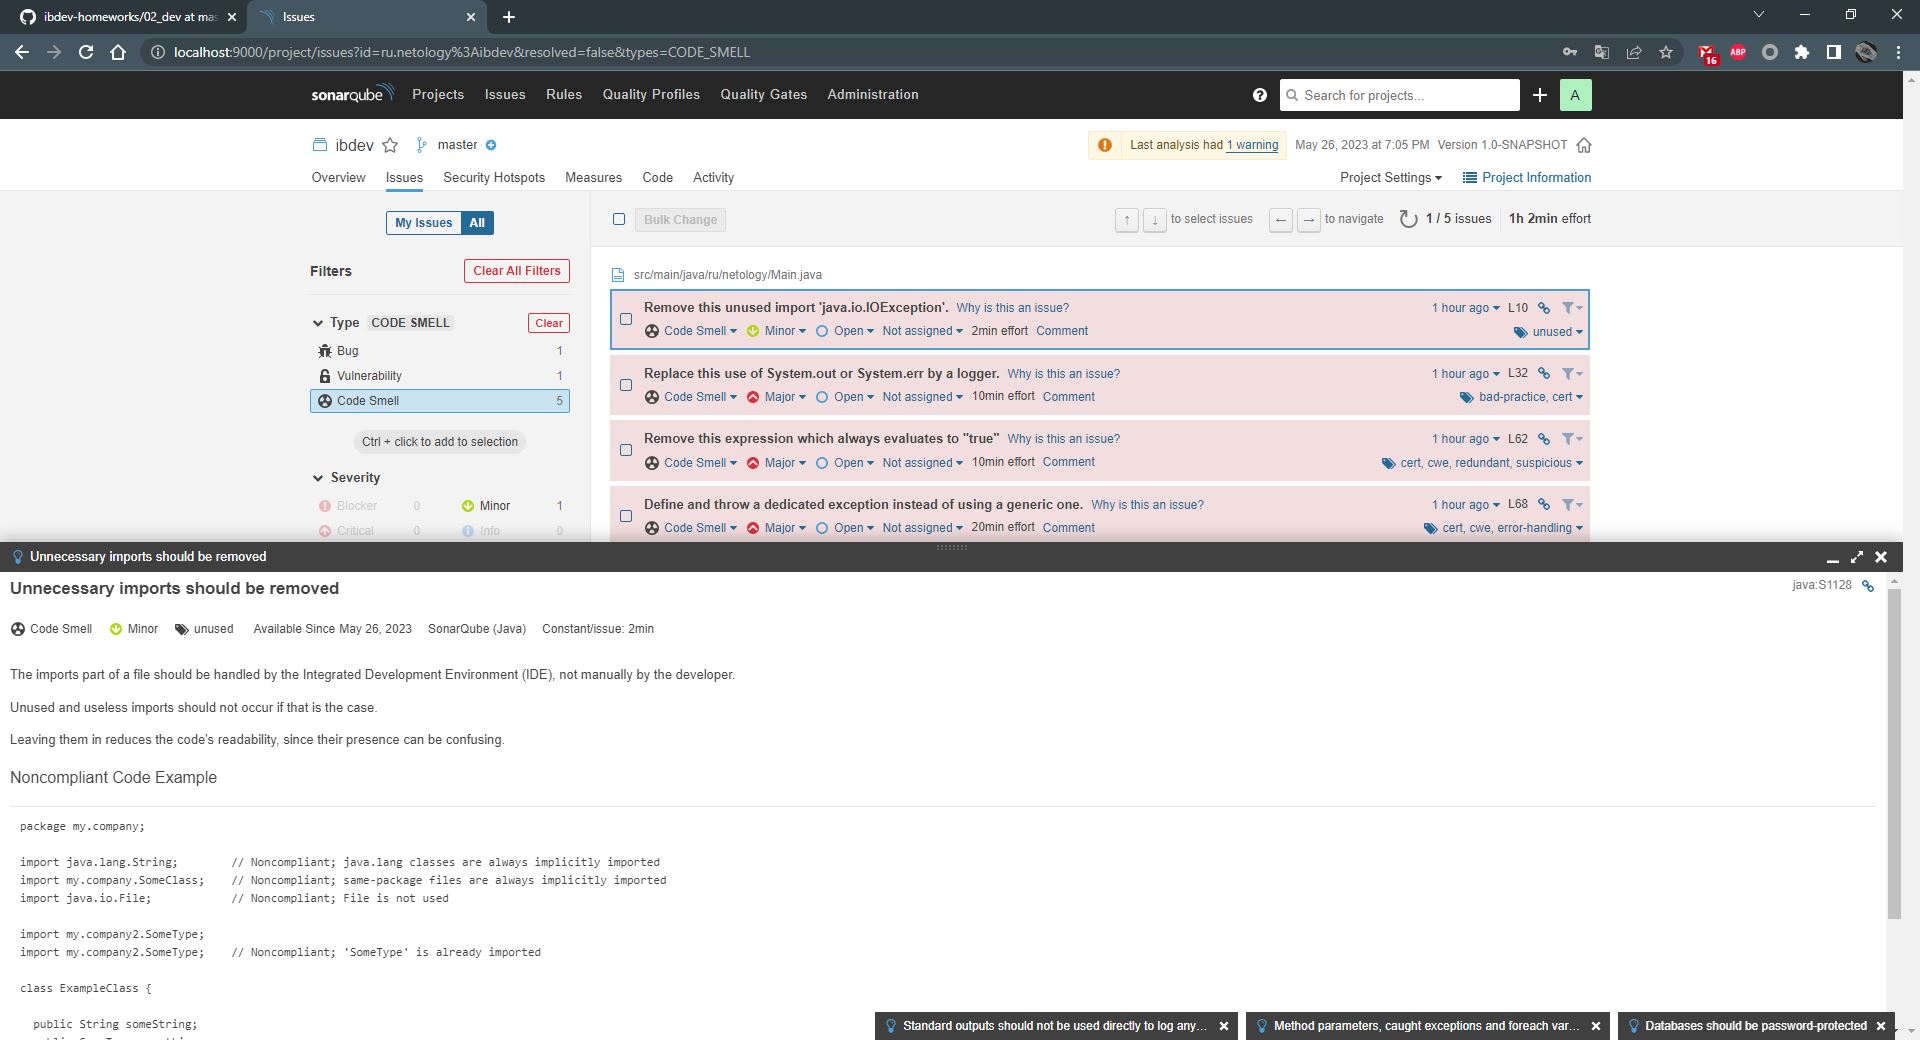 ibdev-homeworks/02_dev at mas
Issues
localhost:9000/project/issues?id=ru.netology%3Aibdev&resolved=false&types=CODE_SMELL
16
ABP
sonarqube Projects Issues Rules Quality Profiles Quality Gates Administration
Search for projects...
A
ibdev master
Last analysis had 1 warning May 26, 2023 at 7:05 PM Version 1.0-SNAPSHOT
Overview Issues Security Hotspots Measures Code Activity
Project Settings Project Information
My Issues All
Bulk Change
↑ ↓ to select issues ← → to navigate 1 / 5 issues 1h 2min effort
Filters Clear All Filters
Type CODE SMELL Clear
Bug 1
Vulnerability 1
Code Smell 5
Ctrl + click to add to selection
Severity
Blocker 0 Minor 1
Critical 0 Info 0
src/main/java/ru/netology/Main.java
Remove this unused import 'java.io.IOException'. Why is this an issue? 1 hour ago L10
Code Smell Minor Open Not assigned 2min effort Comment unused
Replace this use of System.out or System.err by a logger. Why is this an issue? 1 hour ago L32
Code Smell Major Open Not assigned 10min effort Comment bad-practice, cert
Remove this expression which always evaluates to "true" Why is this an issue? 1 hour ago L62
Code Smell Major Open Not assigned 10min effort Comment cert, cwe, redundant, suspicious
Define and throw a dedicated exception instead of using a generic one. Why is this an issue? 1 hour ago L68
Code Smell Major Open Not assigned 20min effort Comment cert, cwe, error-handling
Unnecessary imports should be removed
Unnecessary imports should be removed java:S1128
Code Smell Minor unused Available Since May 26, 2023 SonarQube (Java) Constant/issue: 2min
The imports part of a file should be handled by the Integrated Development Environment (IDE), not manually by the developer.
Unused and useless imports should not occur if that is the case.
Leaving them in reduces the code's readability, since their presence can be confusing.
Noncompliant Code Example
package my.company;
import java.lang.String; // Noncompliant; java.lang classes are always implicitly imported
import my.company.SomeClass; // Noncompliant; same-package files are always implicitly imported
import java.io.File; // Noncompliant; File is not used
import my.company2.SomeType;
import my.company2.SomeType; // Noncompliant; 'SomeType' is already imported
class ExampleClass {
public String someString;
Standard outputs should not be used directly to log any...
Method parameters, caught exceptions and foreach var...
Databases should be password-protected